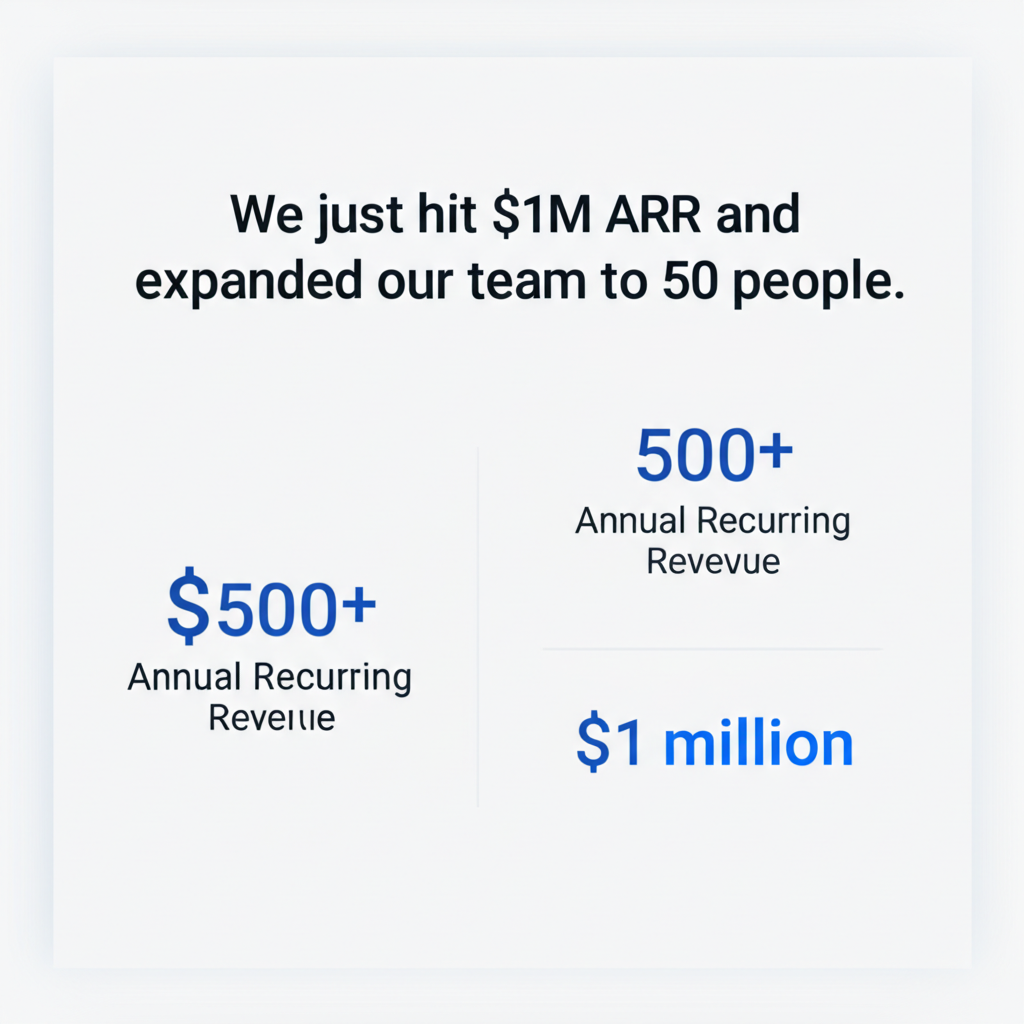 We just hit $1M ARR and
expanded our team to 50 people.
$500+
Annual Recurring
500+
Annual Recurring
Revevue
$1 million